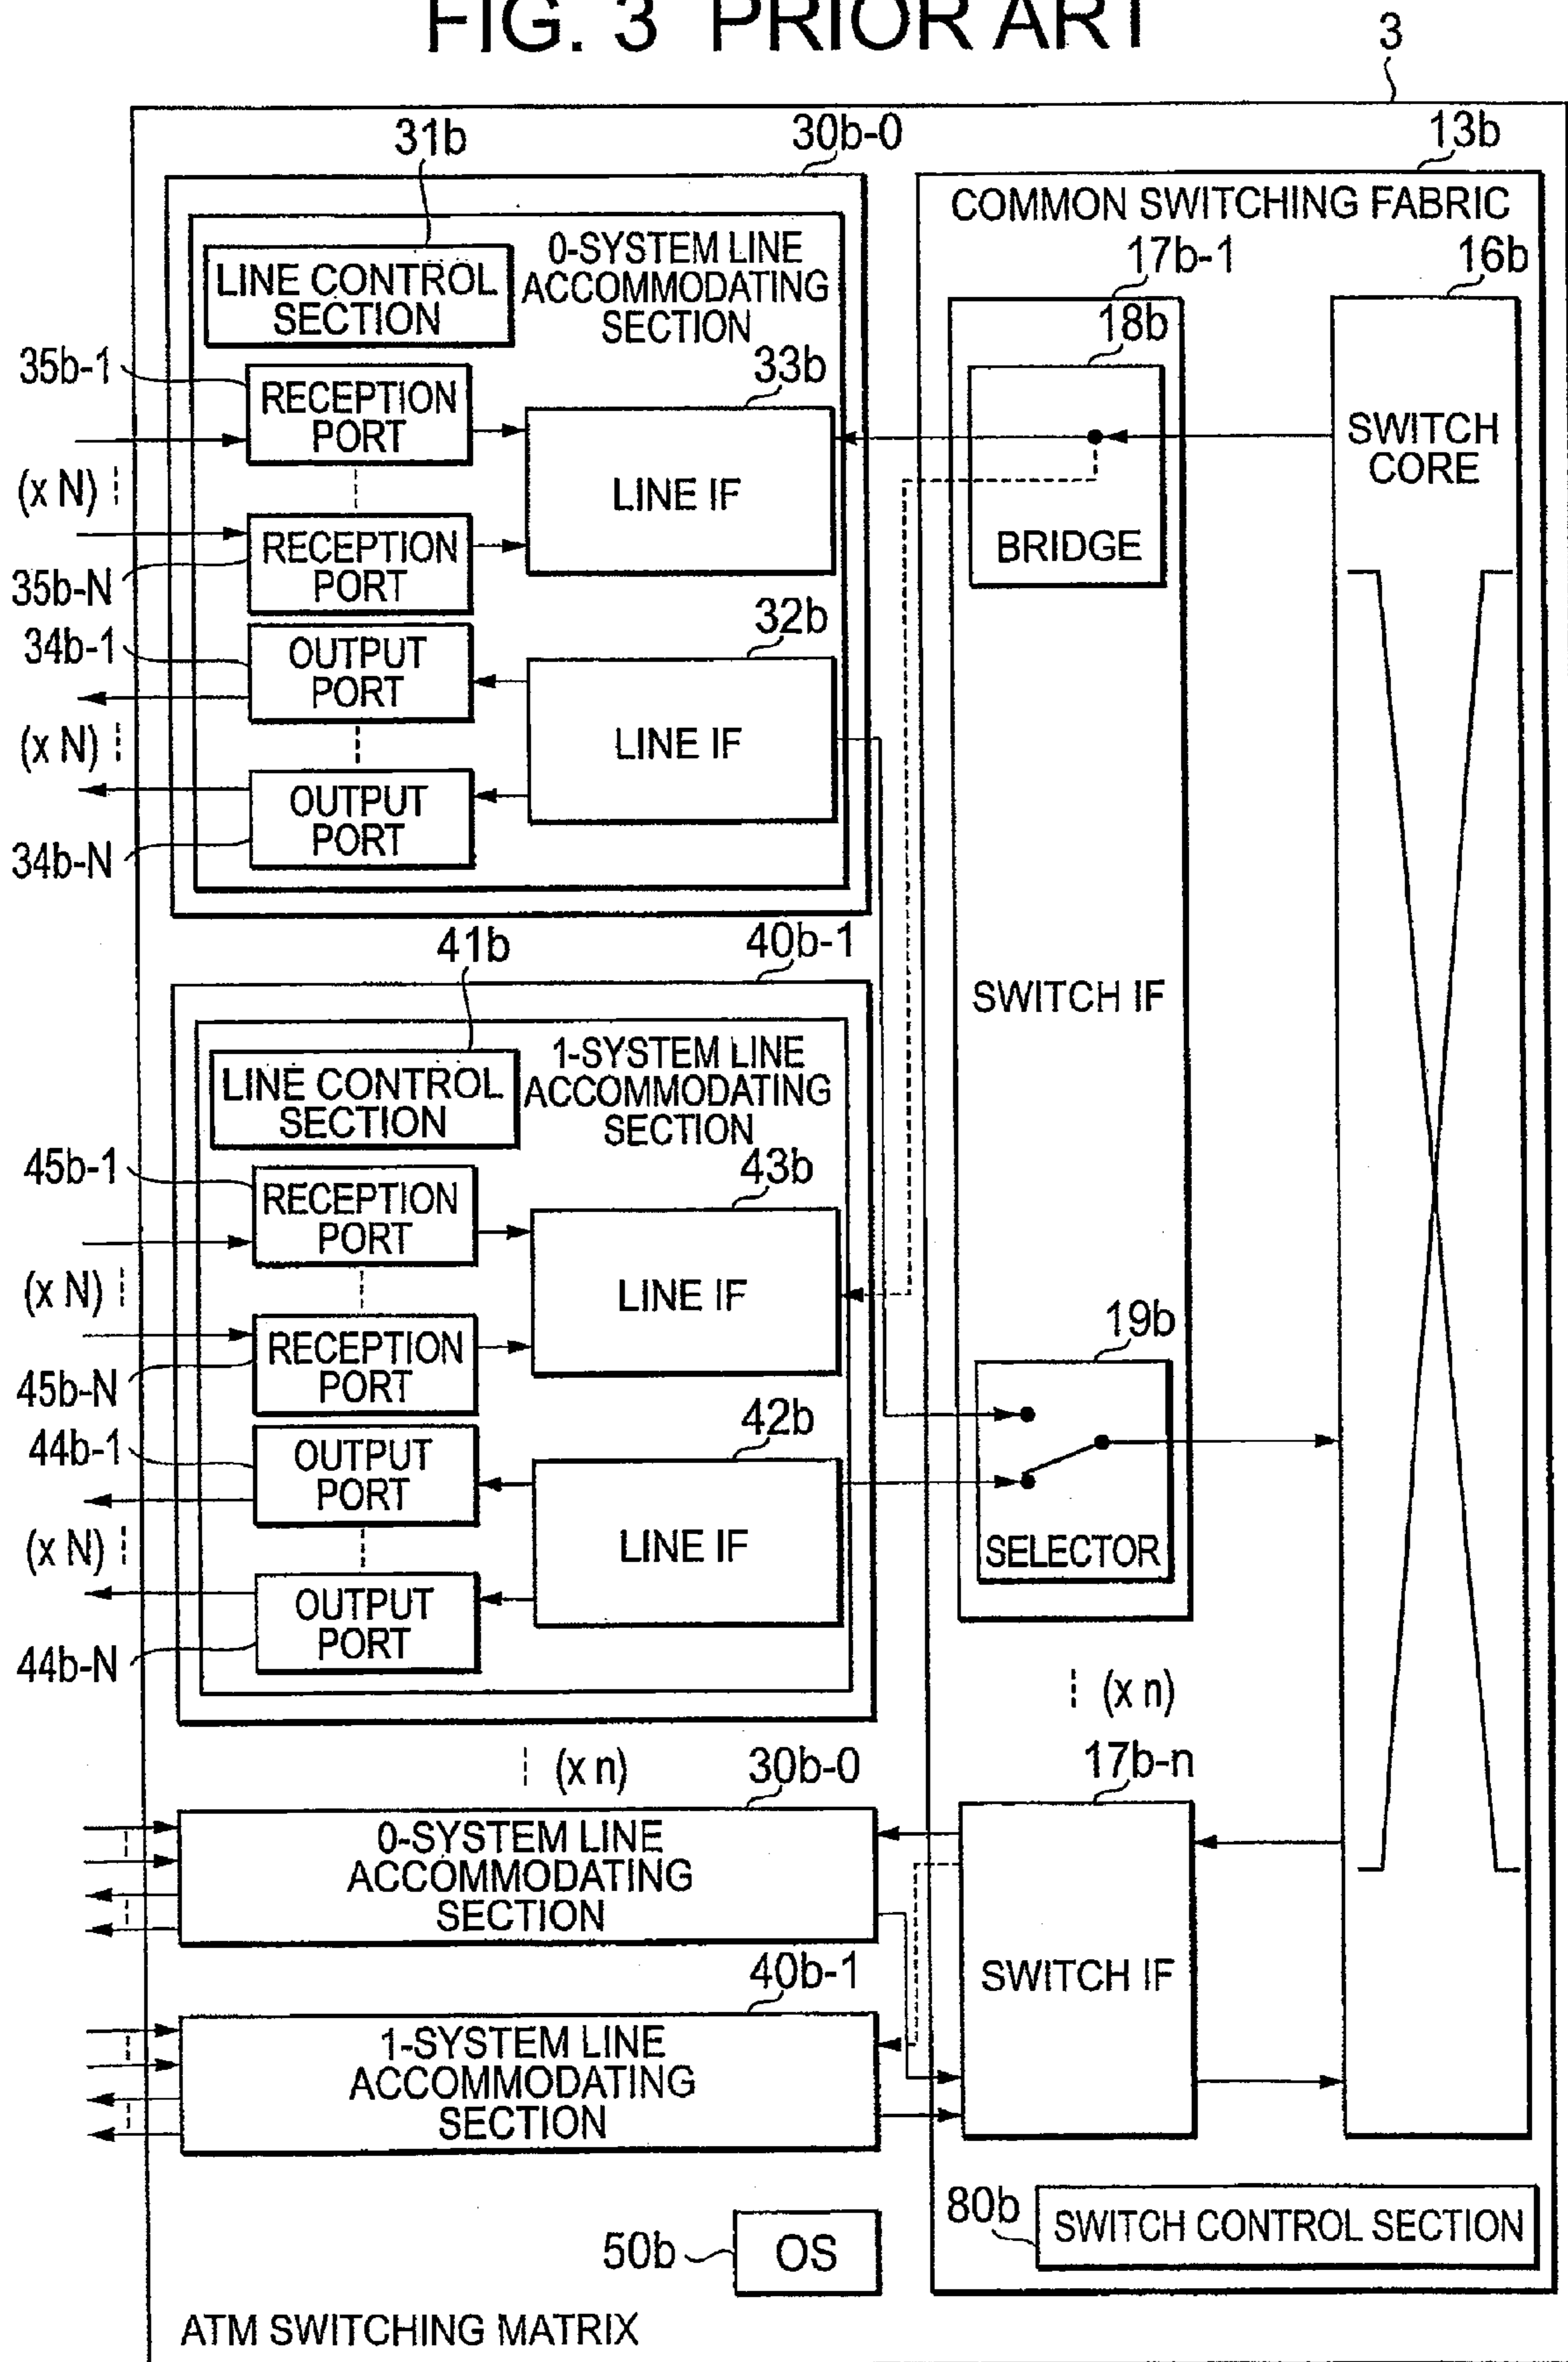 FIG. 3 PRIOR ART
3
31b
30b-0
13b
COMMON SWITCHING FABRIC
0-SYSTEM LINE
ACCOMMODATING
SECTION
LINE CONTROL
SECTION
17b-1
16b
18b
35b-1
RECEPTION
PORT
33b
SWITCH
CORE
(x N)
LINE IF
BRIDGE
RECEPTION
PORT
35b-N
32b
34b-1
OUTPUT
PORT
(x N)
LINE IF
OUTPUT
PORT
34b-N
41b
40b-1
SWITCH IF
1-SYSTEM LINE
ACCOMMODATING
SECTION
LINE CONTROL
SECTION
45b-1
43b
RECEPTION
PORT
(x N)
LINE IF
19b
RECEPTION
PORT
45b-N
42b
44b-1
OUTPUT
PORT
(x N)
LINE IF
SELECTOR
OUTPUT
PORT
44b-N
(x n)
(x n)
30b-0
17b-n
0-SYSTEM LINE
ACCOMMODATING
SECTION
40b-1
SWITCH IF
1-SYSTEM LINE
ACCOMMODATING
SECTION
80b
SWITCH CONTROL SECTION
50b
OS
ATM SWITCHING MATRIX